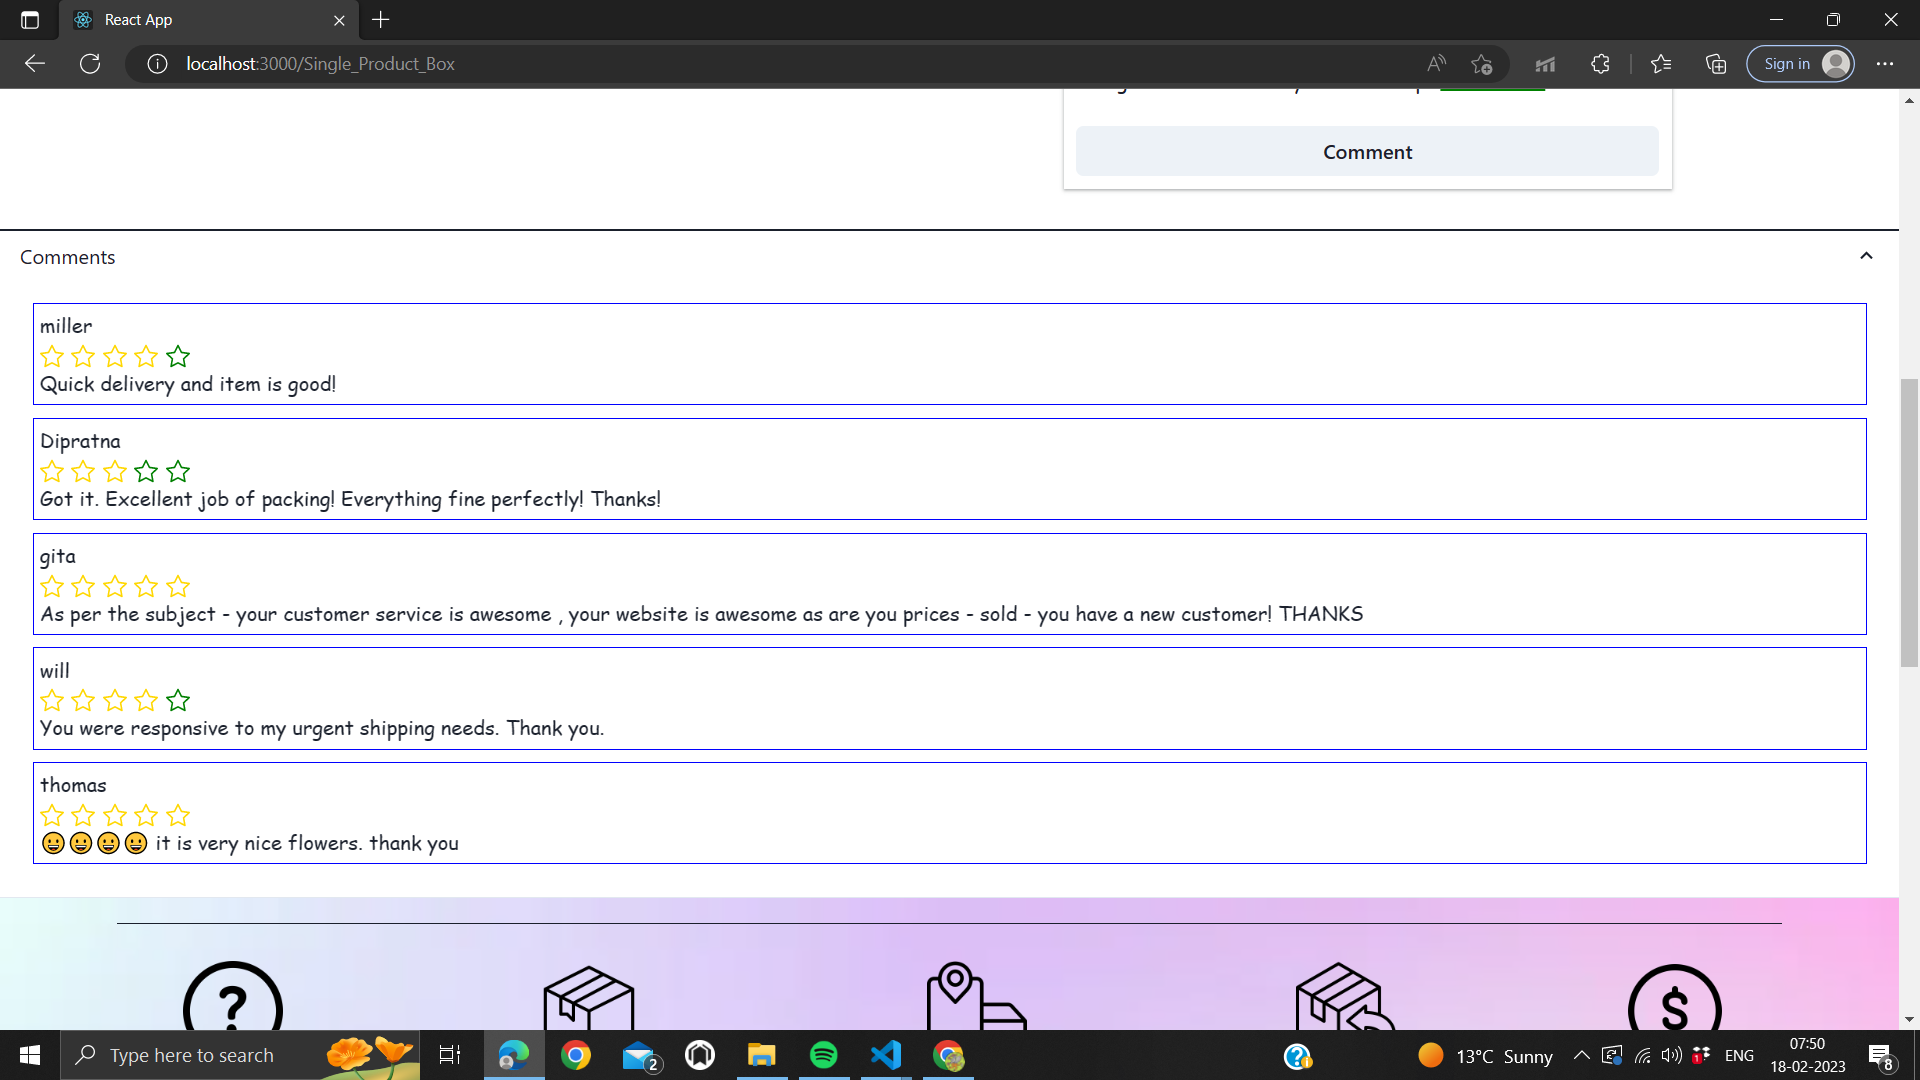 React App
localhost:3000/Single_Product_Box
Sign in
Comment
Comments
miller
Quick delivery and item is good!
Dipratna
Got it. Excellent job of packing! Everything fine perfectly! Thanks!
gita
As per the subject - your customer service is awesome , your website is awesome as are you prices - sold - you have a new customer! THANKS
will
You were responsive to my urgent shipping needs. Thank you.
thomas
😀😀😀😀 it is very nice flowers. thank you
Type here to search
2
13°C Sunny
1
ENG
07:50
18-02-2023
8